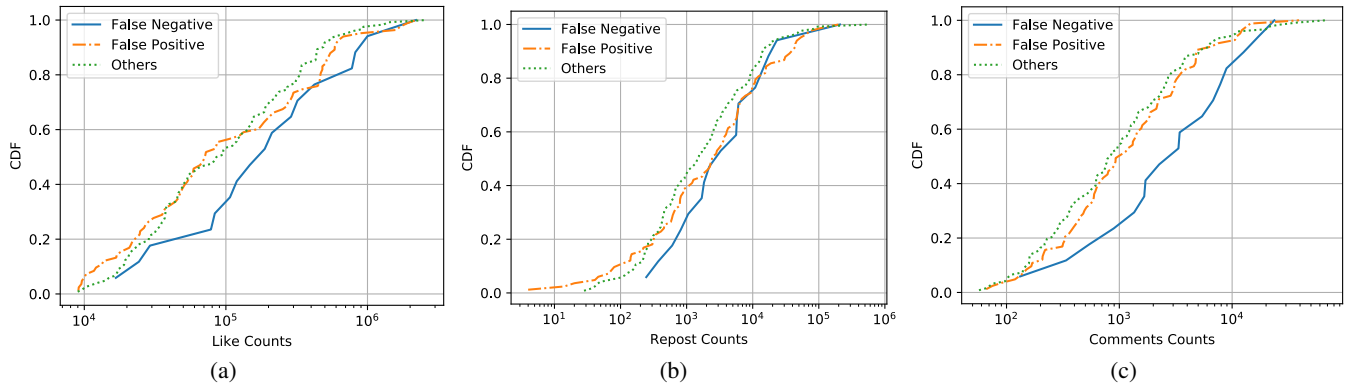 False Negative
False Positive
Others
CDF
1.0
0.8
0.6
0.4
0.2
0.0
10^4
10^5
10^6
Like Counts
(a)
False Negative
False Positive
Others
CDF
1.0
0.8
0.6
0.4
0.2
0.0
10^1
10^2
10^3
10^4
10^5
10^6
Repost Counts
(b)
False Negative
False Positive
Others
CDF
1.0
0.8
0.6
0.4
0.2
0.0
10^2
10^3
10^4
Comments Counts
(c)